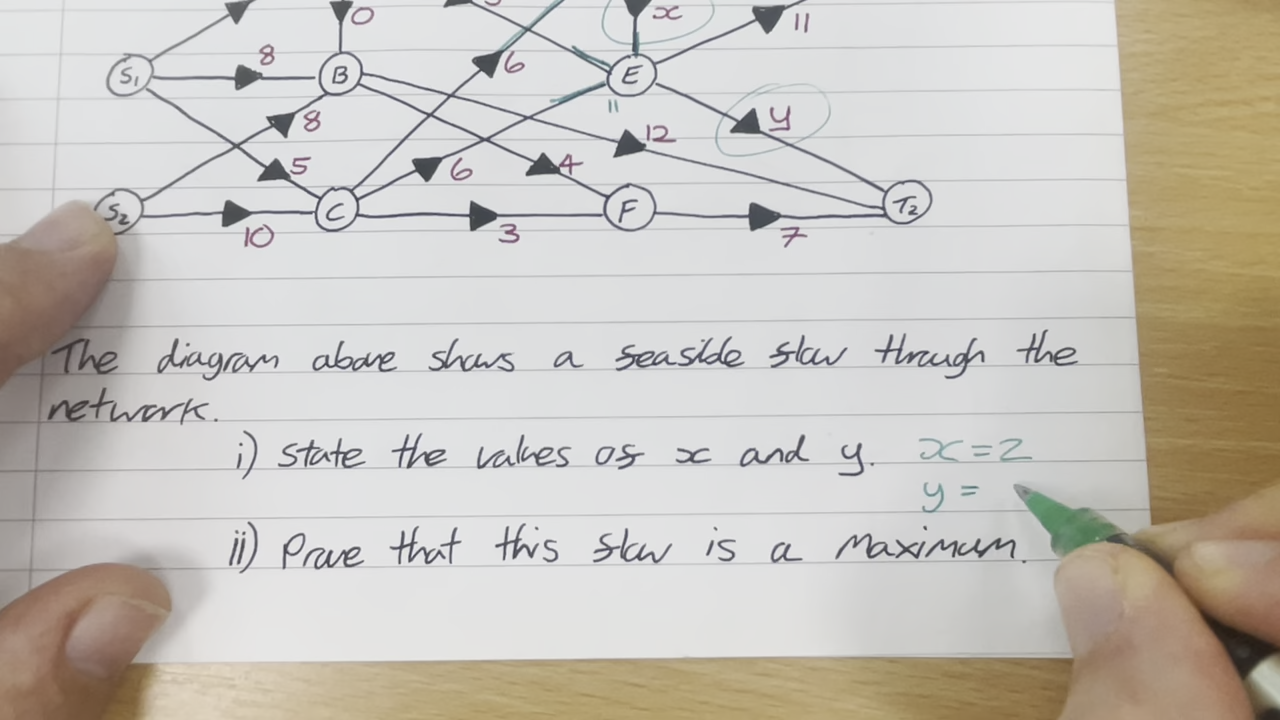 0
x
11
S₁
8
B
6
E
11
8
12
y
5
6
4
S₂
10
C
3
F
7
T₂
The diagram above shows a feasible flow through the
network.
i) State the values of x and y. x = 2
y =
ii) Prove that this flow is a maximum.